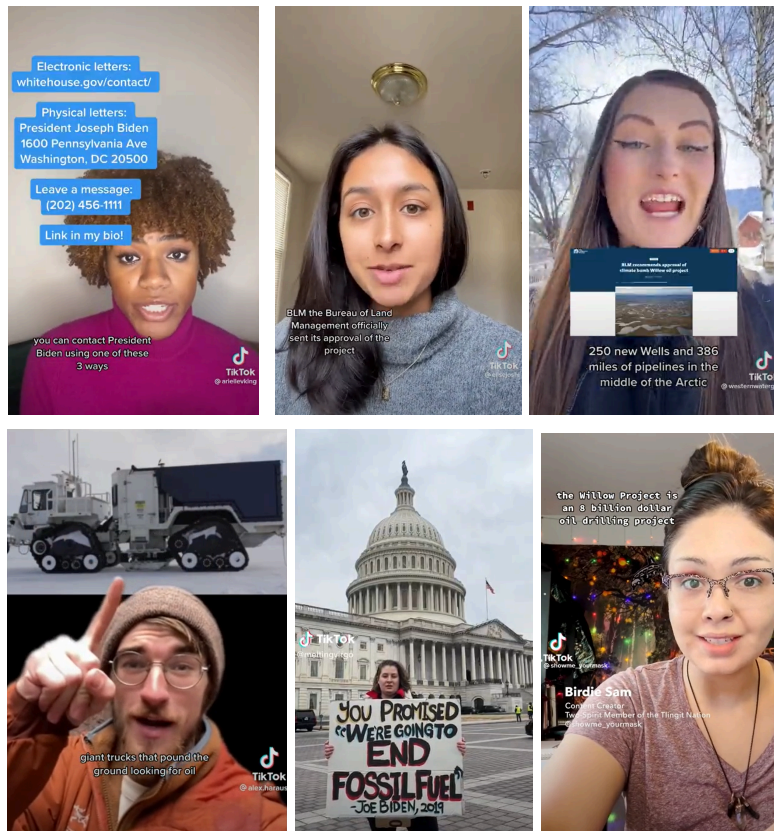 Electronic letters:
whitehouse.gov/contact/
Physical letters:
President Joseph Biden
1600 Pennsylvania Ave
Washington, DC 20500
Leave a message:
(202) 456-1111
Link in my bio!
you can contact President
Biden using one of these
3 ways
TikTok
@ariellevking
BLM the Bureau of Land
Management officially
sent its approval of the
project
TikTok
BLM recommends approval of
climate bomb Willow oil project
250 new Wells and 386
miles of pipelines in the
middle of the Arctic
TikTo
@westernwaterg
giant trucks that pound the
ground looking for oil
TikTok
@alex.haraus
TikTok
YOU PROMISED
"WE'RE GOING TO
END
FOSSIL FUEL"
-JOE BIDEN, 2019
the Willow Project is
an 8 billion dollar
oil drilling project
TikTok
@showme_yourmask
Birdie Sam
Content Creator
Two Spirit Member of the Tlingit Nation
@showme_yourmask